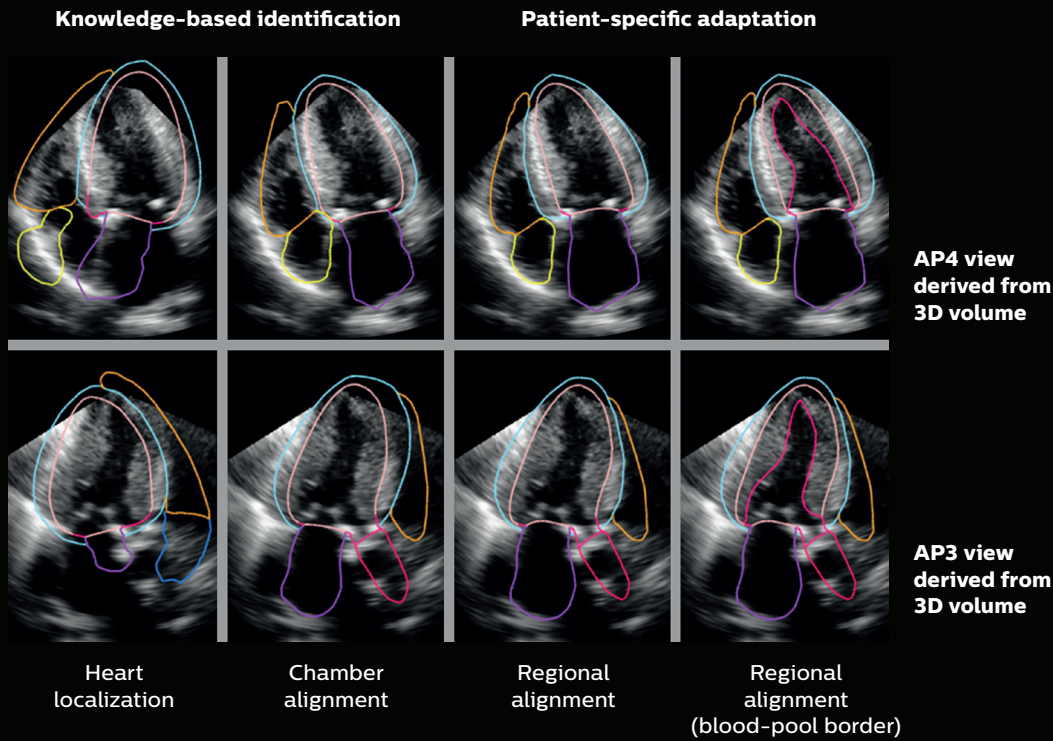 Knowledge-based identification
Patient-specific adaptation
AP4 view
derived from
3D volume
AP3 view
derived from
3D volume
Heart
localization
Chamber
alignment
Regional
alignment
Regional
alignment
(blood-pool border)